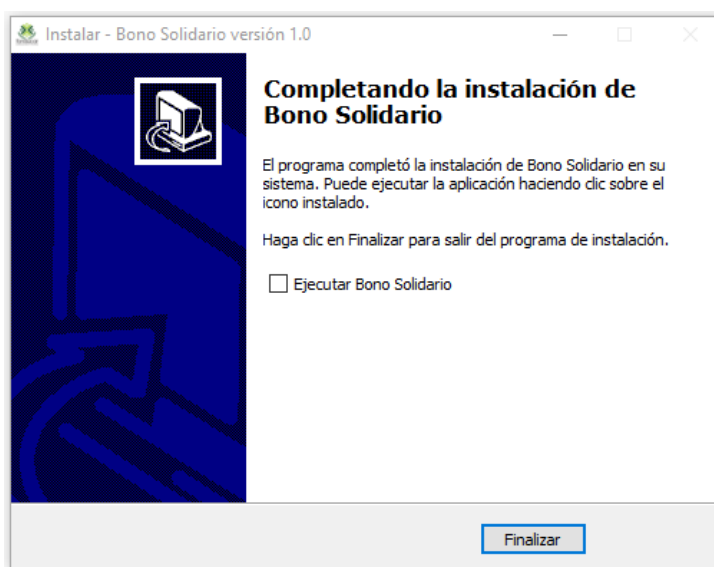 Instalar - Bono Solidario versión 1.0
Completando la instalación de
Bono Solidario
El programa completó la instalación de Bono Solidario en su
sistema. Puede ejecutar la aplicación haciendo clic sobre el
icono instalado.
Haga clic en Finalizar para salir del programa de instalación.
Ejecutar Bono Solidario
Finalizar